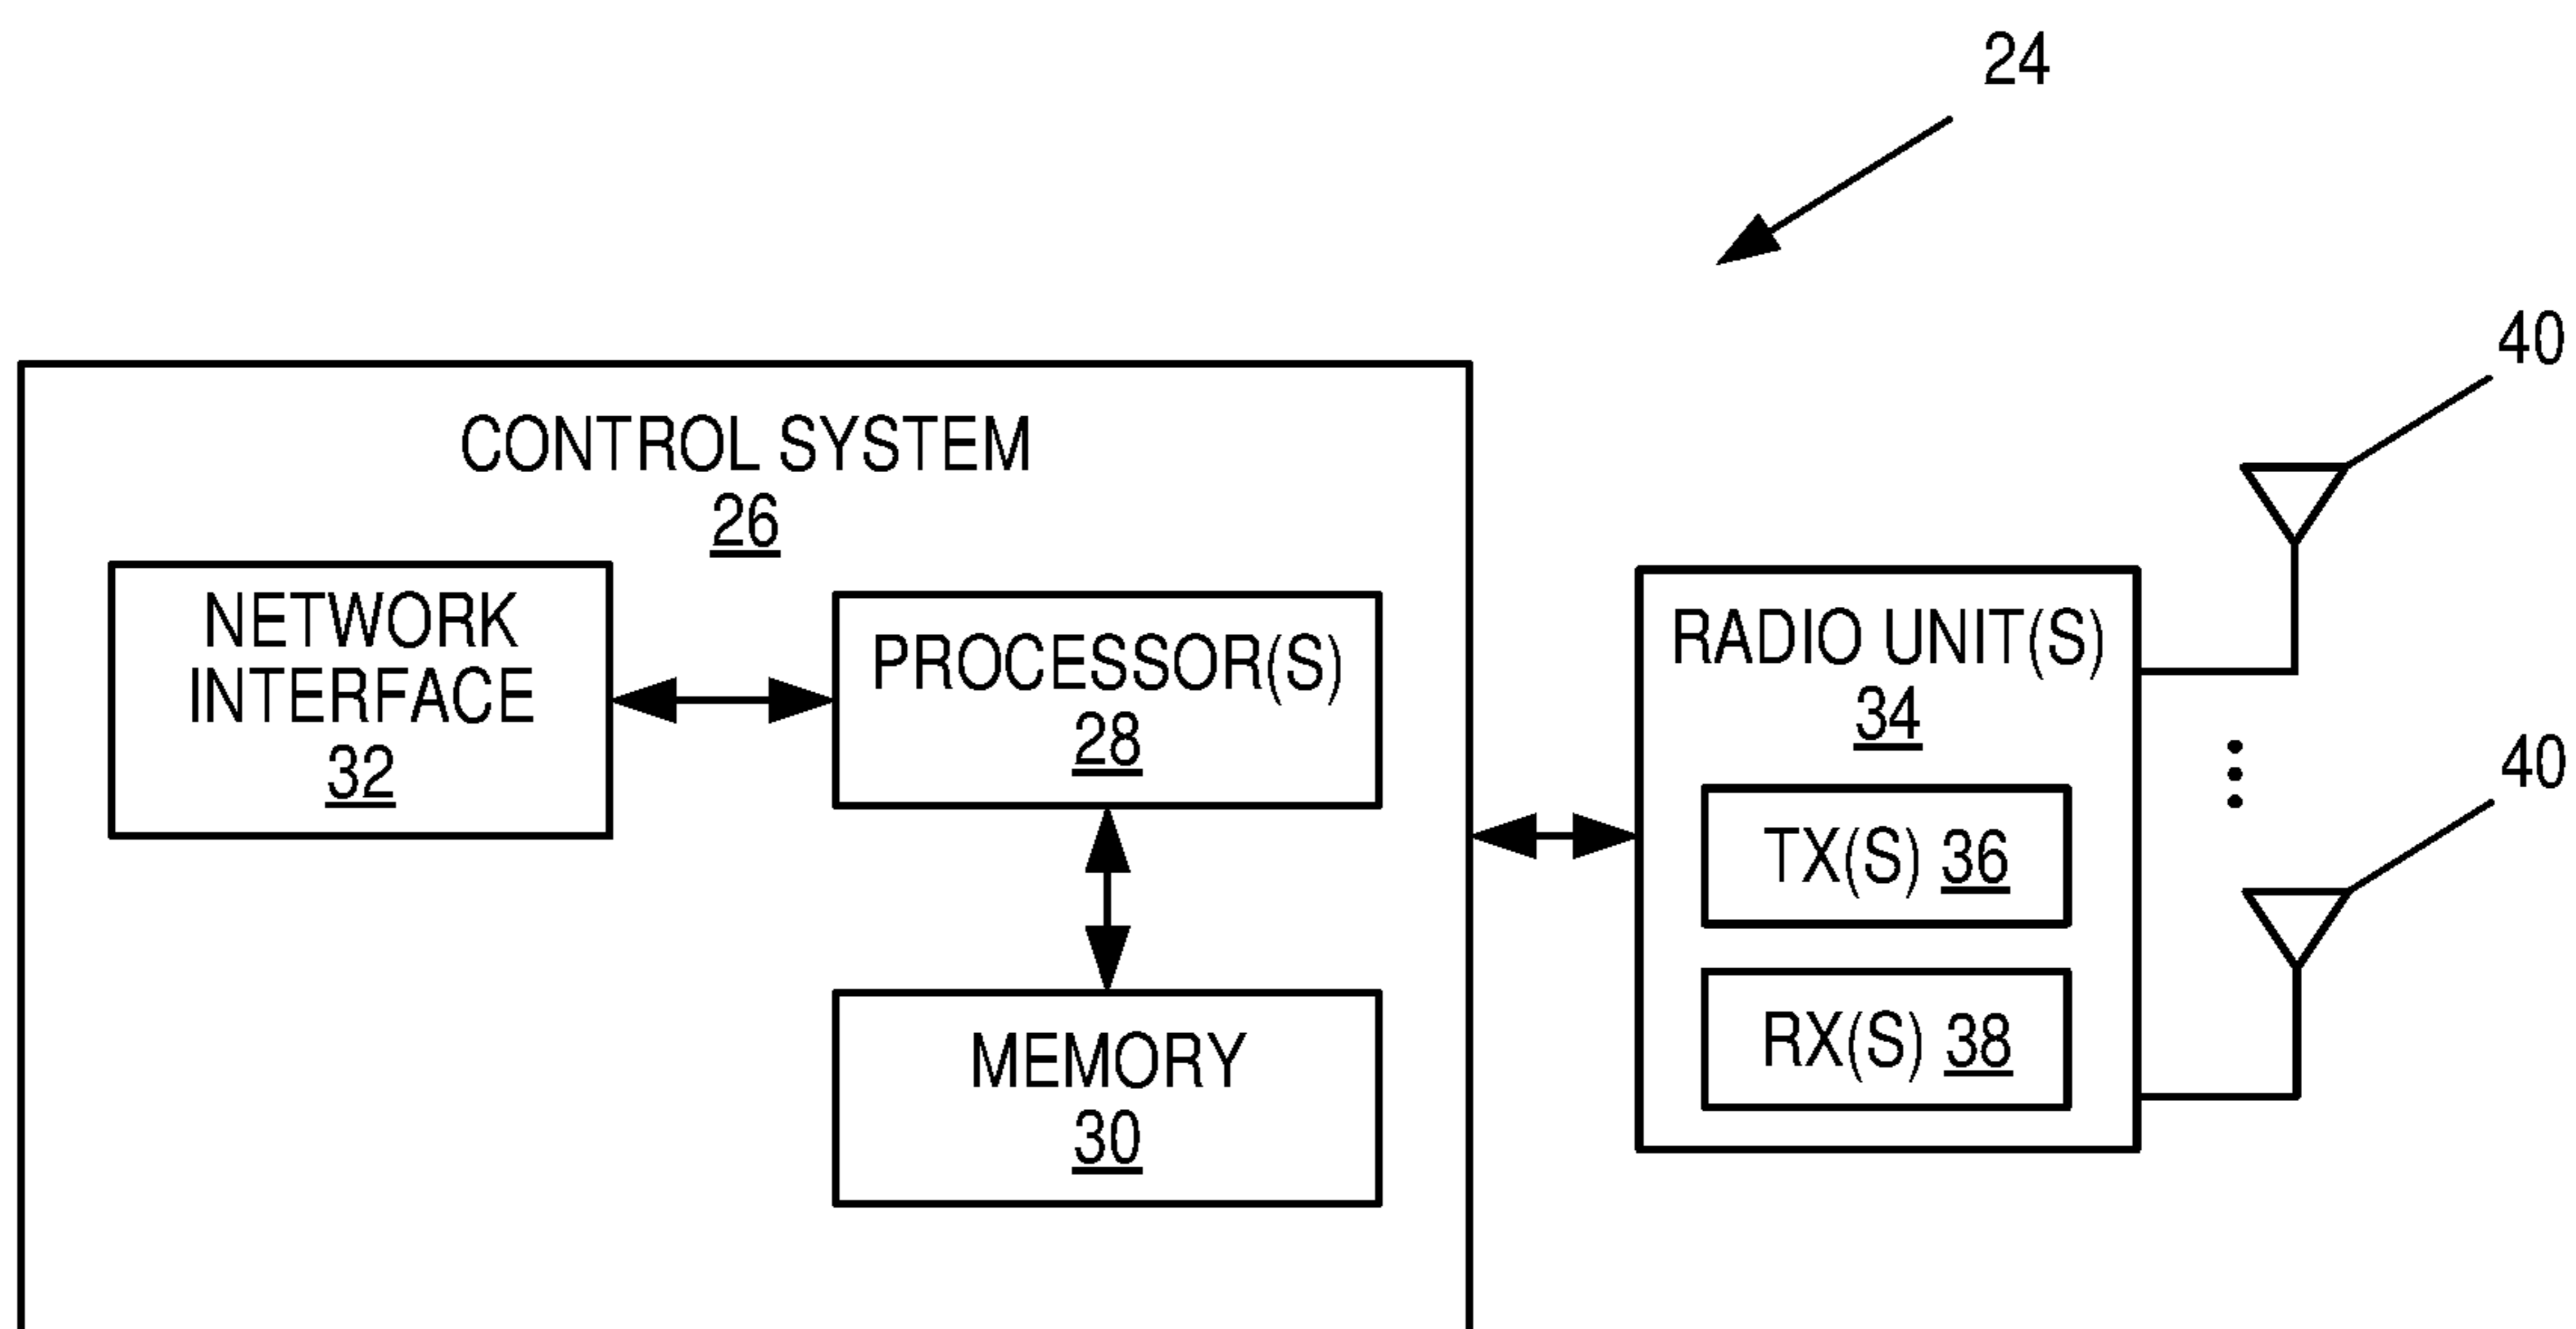 24
40
CONTROL SYSTEM
26
NETWORK
INTERFACE
32
PROCESSOR(S)
28
MEMORY
30
RADIO UNIT(S)
34
TX(S) 36
RX(S) 38
40